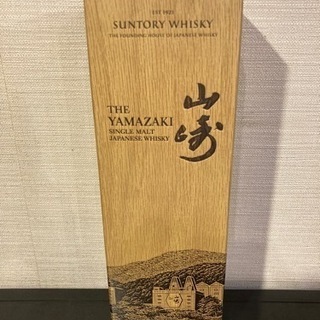 EST 1923
SUNTORY WHISKY
THE FOUNDING HOUSE OF JAPANESE WHISKY
THE
YAMAZAKI
SINGLE MALT
JAPANESE WHISKY
山崎